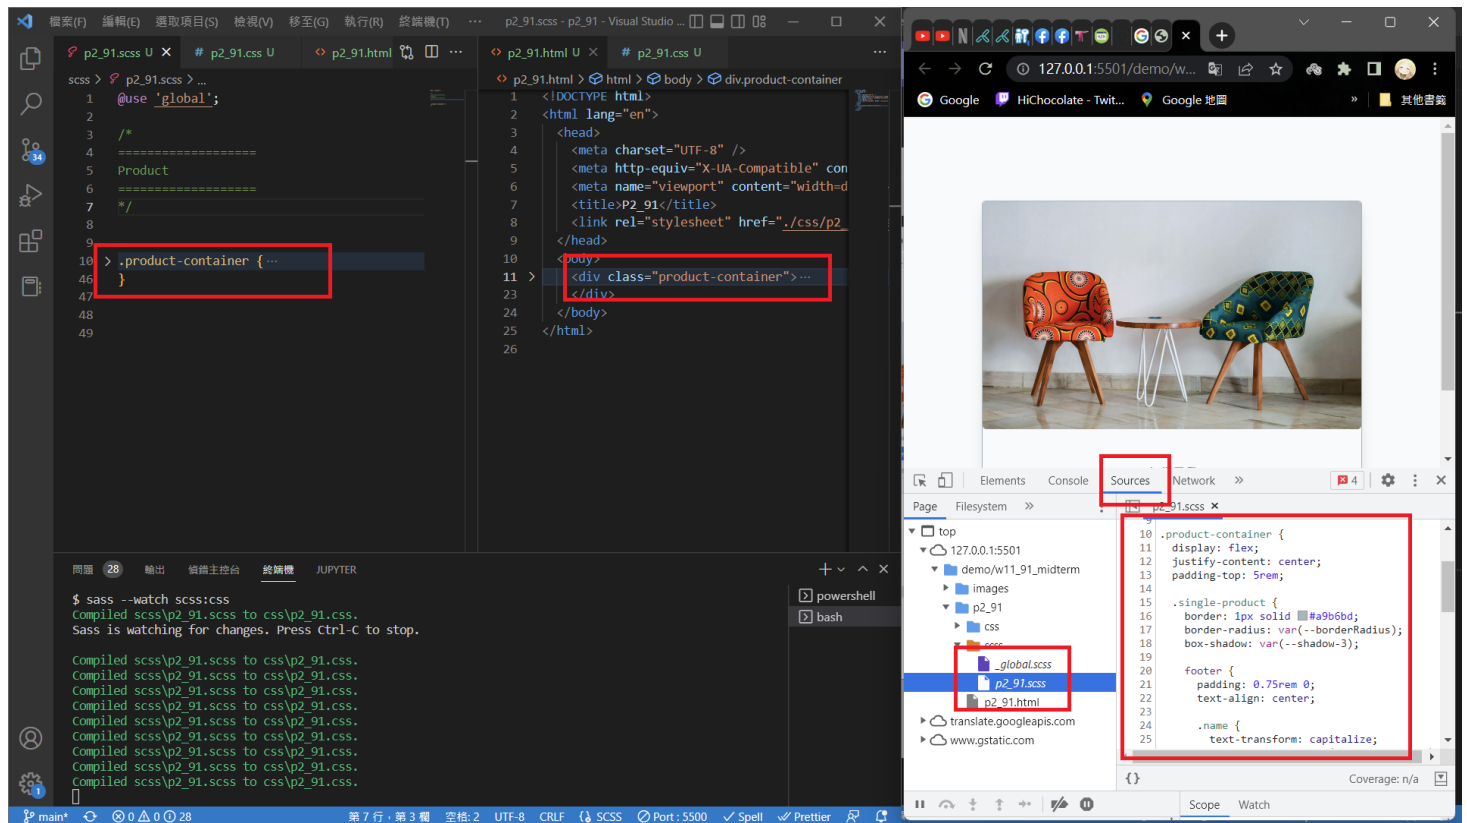 檔案(F) 編輯(E) 選取項目(S) 檢視(V) 移至(G) 執行(R) 終端機(T) ··· p2_91.scss - p2_91 - Visual Studio ...
p2_91.scss U × # p2_91.css U <> p2_91.html ···
scss > p2_91.scss > ...
1 @use 'global';
2
3 /*
4 ===================
5 Product
6 ===================
7 */
8
9
10 > .product-container { ···
46 }
47
48
49
<> p2_91.html U × # p2_91.css U ···
<> p2_91.html > html > body > div.product-container
1 <!DOCTYPE html>
2 <html lang="en">
3 <head>
4 <meta charset="UTF-8" />
5 <meta http-equiv="X-UA-Compatible" con
6 <meta name="viewport" content="width=d
7 <title>P2_91</title>
8 <link rel="stylesheet" href="./css/p2_
9 </head>
10 <body>
11 > <div class="product-container">···
23 </div>
24 </body>
25 </html>
26
34
1
問題 28 輸出 偵錯主控台 終端機 JUPYTER
$ sass --watch scss:css
Compiled scss\p2_91.scss to css\p2_91.css.
Sass is watching for changes. Press Ctrl-C to stop.
Compiled scss\p2_91.scss to css\p2_91.css.
Compiled scss\p2_91.scss to css\p2_91.css.
Compiled scss\p2_91.scss to css\p2_91.css.
Compiled scss\p2_91.scss to css\p2_91.css.
Compiled scss\p2_91.scss to css\p2_91.css.
Compiled scss\p2_91.scss to css\p2_91.css.
Compiled scss\p2_91.scss to css\p2_91.css.
Compiled scss\p2_91.scss to css\p2_91.css.
Compiled scss\p2_91.scss to css\p2_91.css.
powershell
bash
main* 0 0 28 第 7 行，第 3 欄 空格: 2 UTF-8 CRLF SCSS Port : 5500 Spell Prettier
127.0.0.1:5501/demo/w...
Google HiChocolate - Twit... Google 地圖 » 其他書籤
Elements Console Sources Network » 4
Page Filesystem » p2_91.scss ×
top
127.0.0.1:5501
demo/w11_91_midterm
images
p2_91
css
scss
_global.scss
p2_91.scss
p2_91.html
translate.googleapis.com
www.gstatic.com
9
10 .product-container {
11 display: flex;
12 justify-content: center;
13 padding-top: 5rem;
14
15 .single-product {
16 border: 1px solid #a9b6bd;
17 border-radius: var(--borderRadius);
18 box-shadow: var(--shadow-3);
19
20 footer {
21 padding: 0.75rem 0;
22 text-align: center;
23
24 .name {
25 text-transform: capitalize;
{} Coverage: n/a
Scope Watch